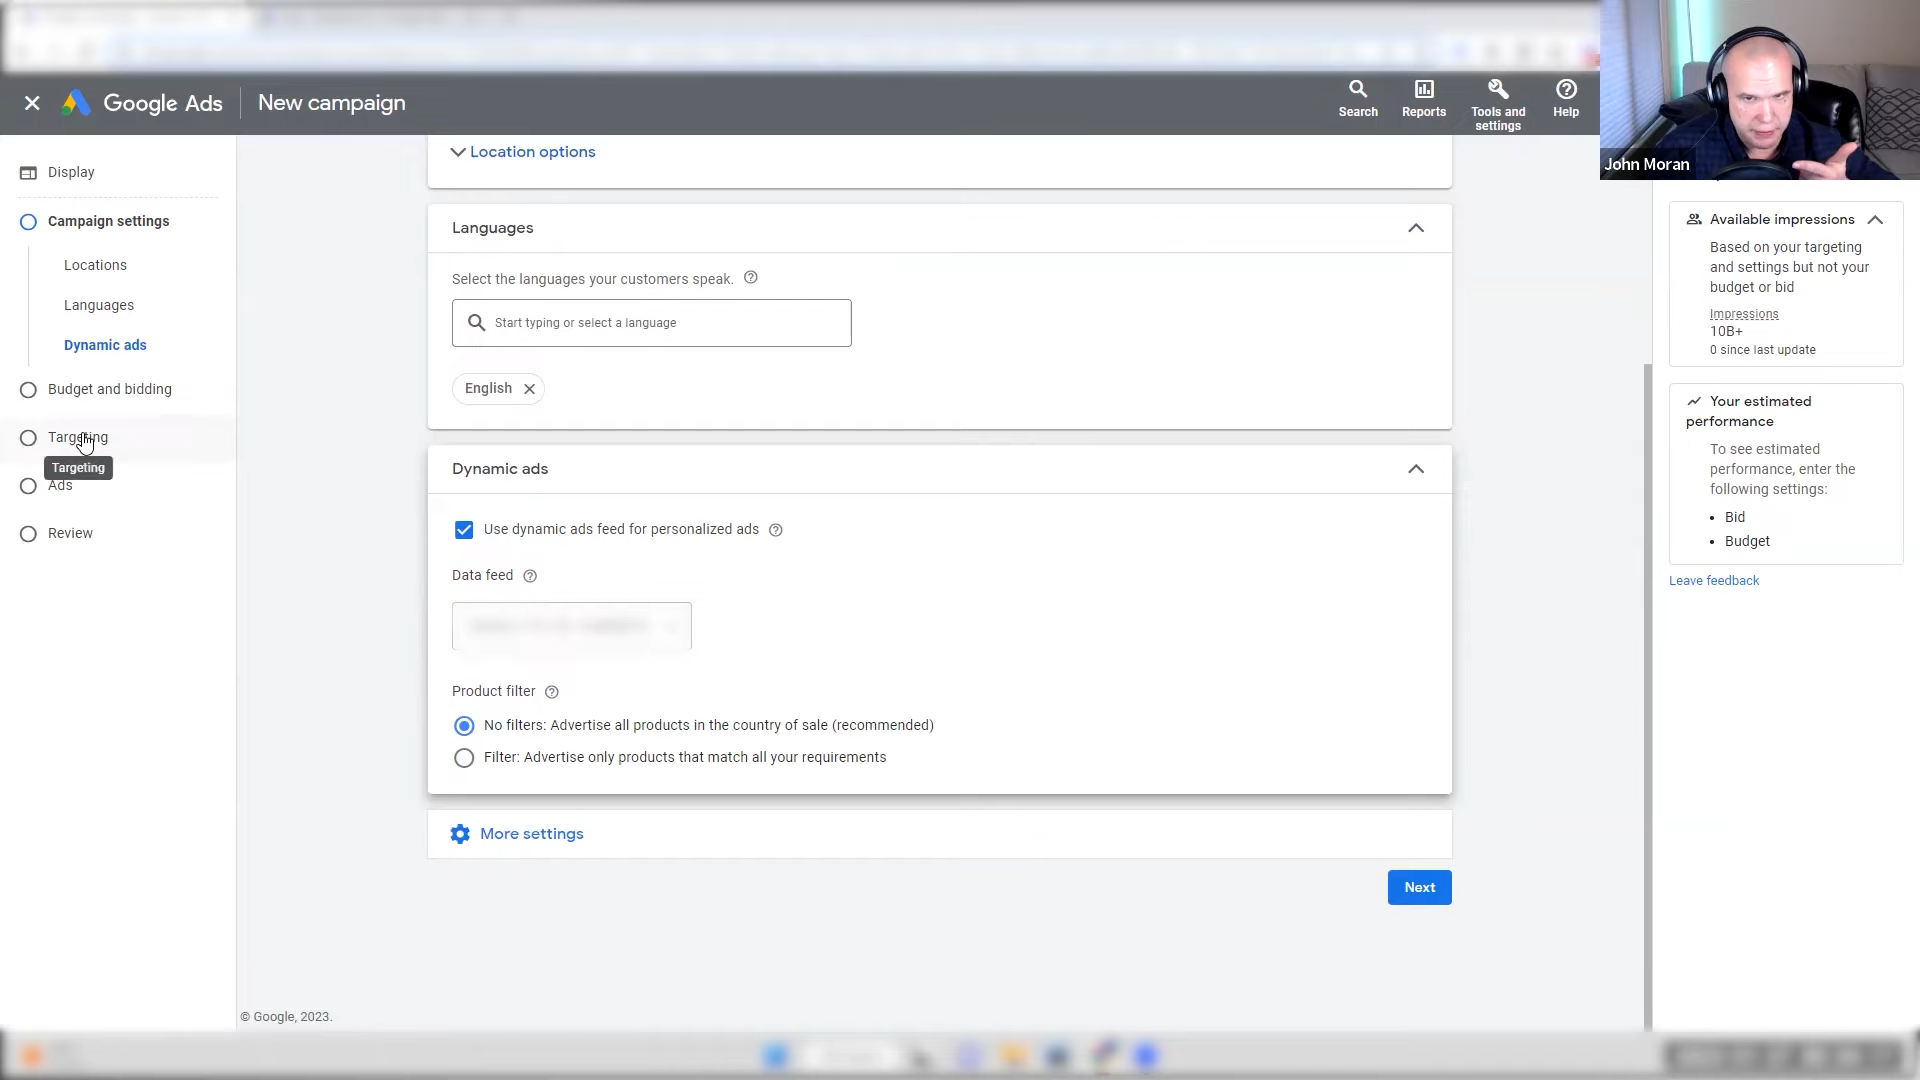 Google Ads
New campaign
Search
Reports
Tools and
settings
Help
John Moran
Display
Campaign settings
Locations
Languages
Dynamic ads
Budget and bidding
Targeting
Targeting
Ads
Review
Location options
Languages
Select the languages your customers speak.
Start typing or select a language
English
Dynamic ads
Use dynamic ads feed for personalized ads
Data feed
Product filter
No filters: Advertise all products in the country of sale (recommended)
Filter: Advertise only products that match all your requirements
More settings
Next
© Google, 2023.
Available impressions
Based on your targeting
and settings but not your
budget or bid
Impressions
10B+
0 since last update
Your estimated
performance
To see estimated
performance, enter the
following settings:
• Bid
• Budget
Leave feedback